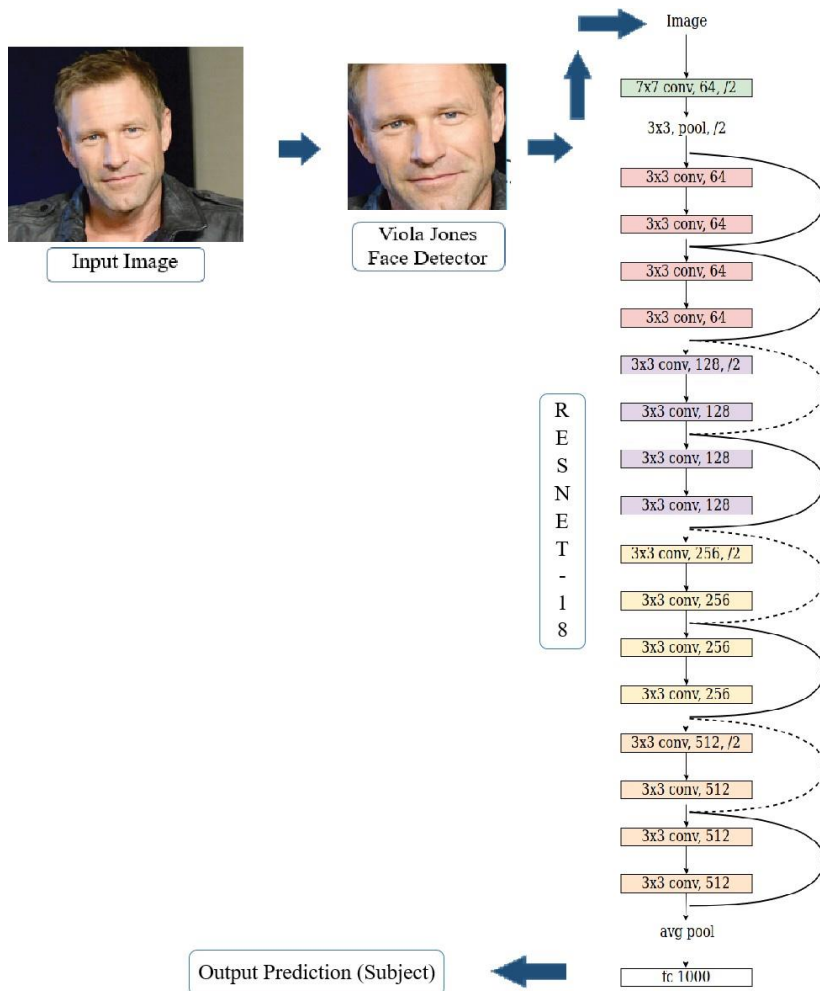 Input Image
Viola Jones
Face Detector
Image
7x7 conv, 64, /2
3x3, pool, /2
3x3 conv, 64
3x3 conv, 64
3x3 conv, 64
3x3 conv, 64
3x3 conv, 128, /2
3x3 conv, 128
3x3 conv, 128
3x3 conv, 128
3x3 conv, 256, /2
3x3 conv, 256
3x3 conv, 256
3x3 conv, 256
3x3 conv, 512, /2
3x3 conv, 512
3x3 conv, 512
3x3 conv, 512
avg pool
fc 1000
R
E
S
N
E
T
-
1
8
Output Prediction (Subject)